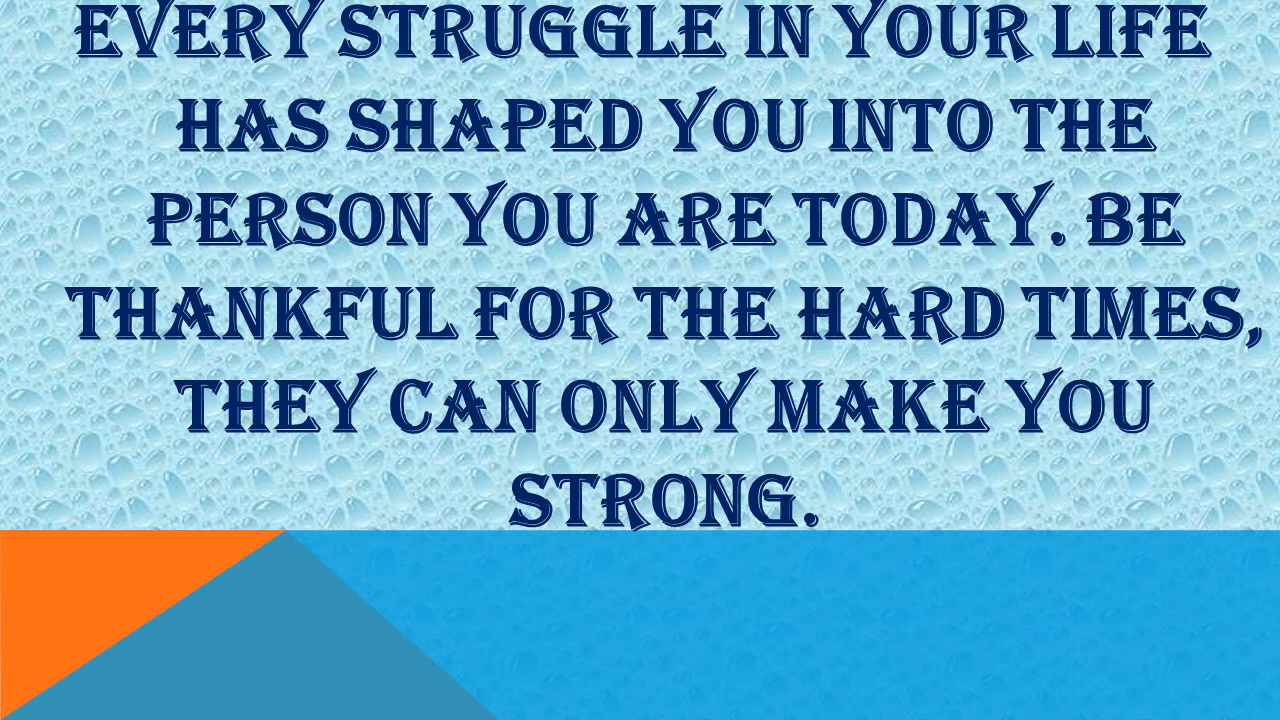 EVERY STRUGGLE IN YOUR LIFE
HAS SHAPED YOU INTO THE
PERSON YOU ARE TODAY. BE
THANKFUL FOR THE HARD TIMES,
THEY CAN ONLY MAKE YOU
STRONG.